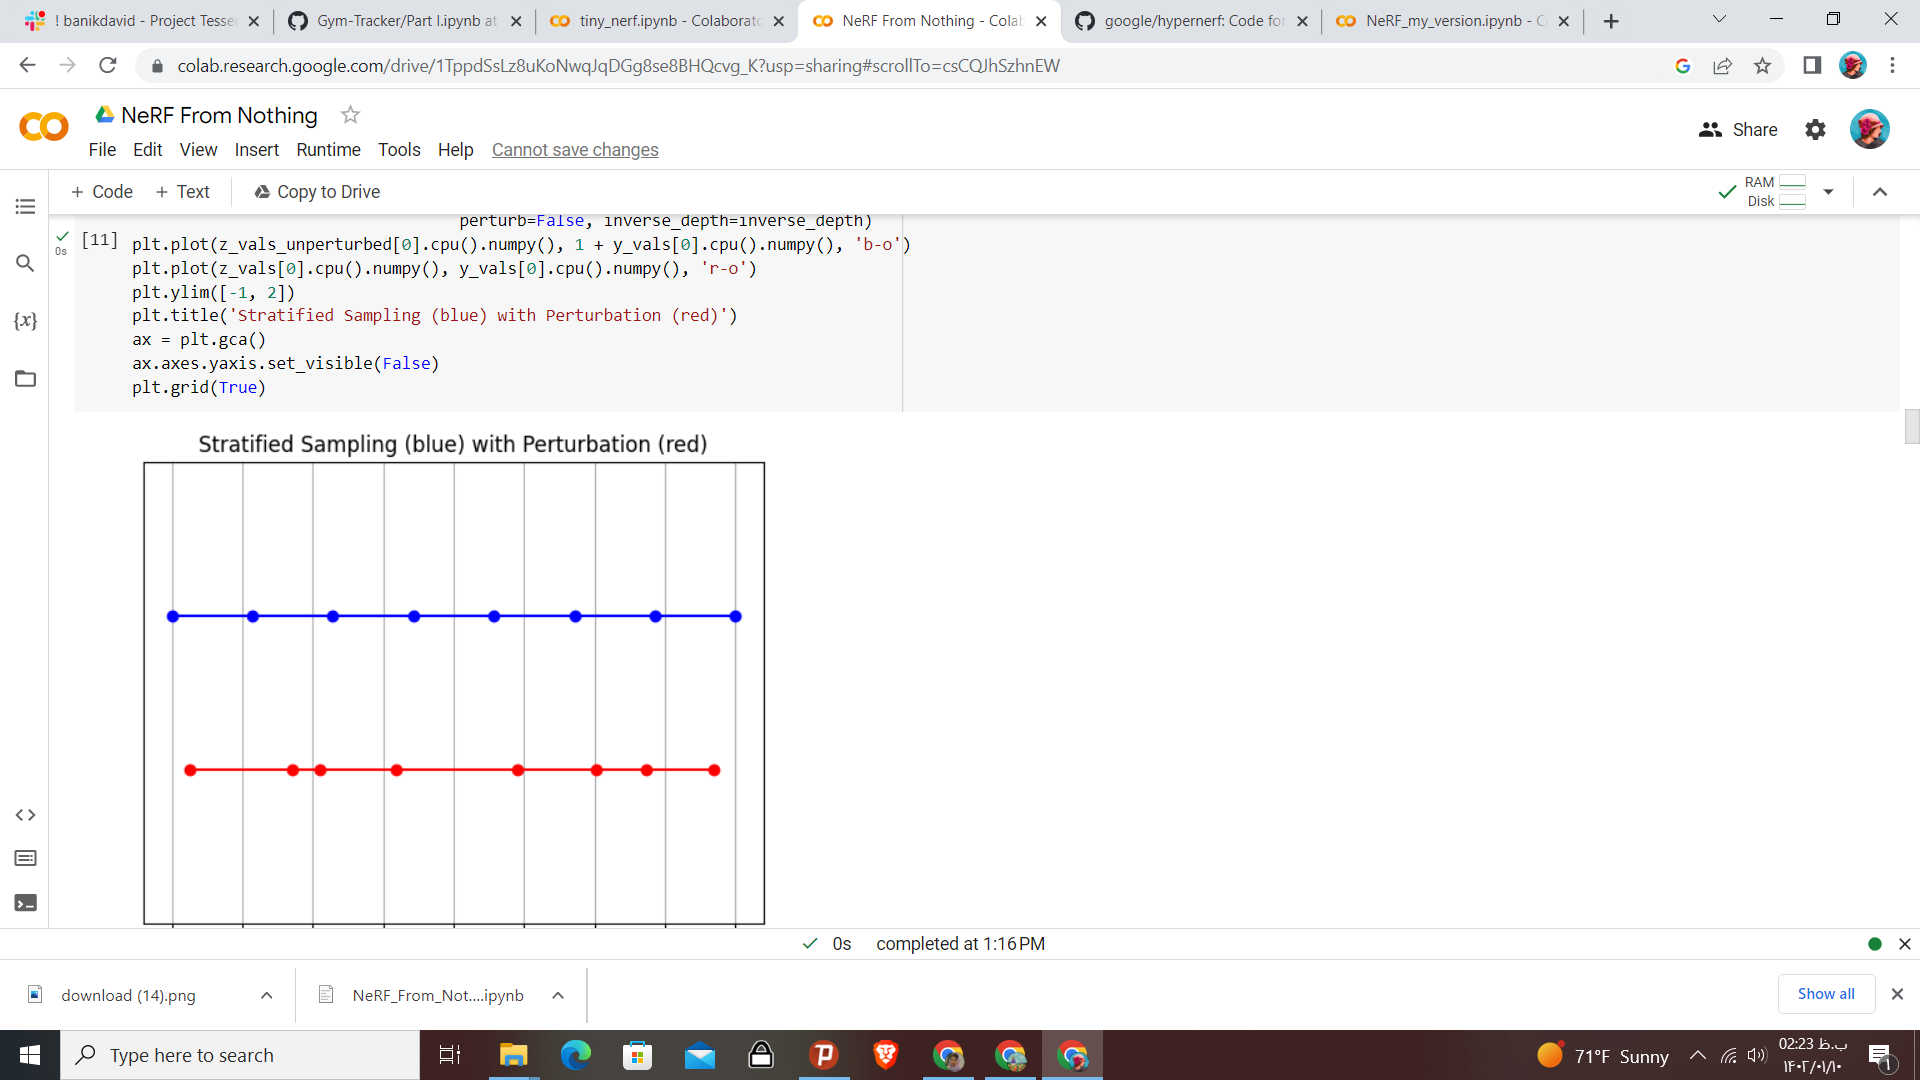 ! banikdavid - Project Tesse
Gym-Tracker/Part I.ipynb at
tiny_nerf.ipynb - Colaborato
NeRF From Nothing - Colab
google/hypernerf: Code for
NeRF_my_version.ipynb - C
colab.research.google.com/drive/1TppdSsLz8uKoNwqJqDGg8se8BHQcvg_K?usp=sharing#scrollTo=csCQJhSzhnEW
NeRF From Nothing
Share
File Edit View Insert Runtime Tools Help Cannot save changes
+ Code + Text Copy to Drive
RAM
Disk
perturb=False, inverse_depth=inverse_depth)
[11] plt.plot(z_vals_unperturbed[0].cpu().numpy(), 1 + y_vals[0].cpu().numpy(), 'b-o')
0s
plt.plot(z_vals[0].cpu().numpy(), y_vals[0].cpu().numpy(), 'r-o')
plt.ylim([-1, 2])
plt.title('Stratified Sampling (blue) with Perturbation (red)')
ax = plt.gca()
ax.axes.yaxis.set_visible(False)
plt.grid(True)
{x}
Stratified Sampling (blue) with Perturbation (red)
0s completed at 1:16 PM
download (14).png
NeRF_From_Not....ipynb
Show all
Type here to search
71°F Sunny
02:23 ب.ظ
۱۴۰۲/۰۱/۱۰
۱